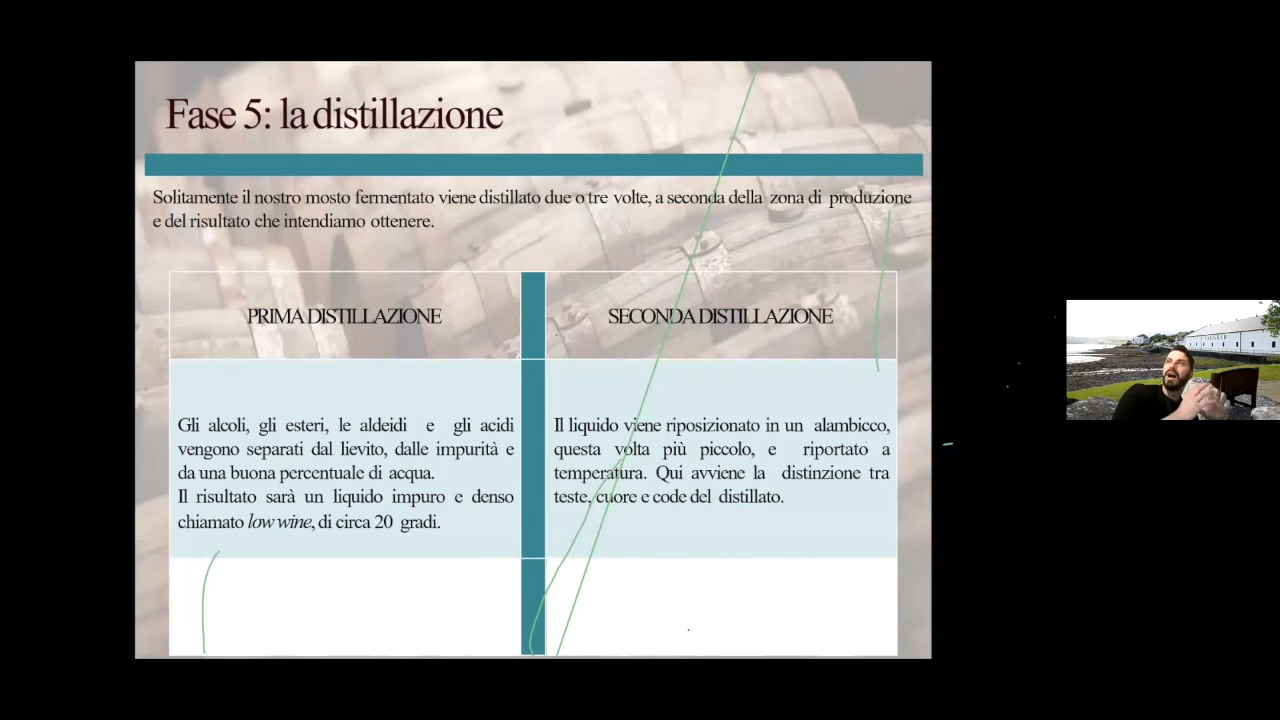 Fase 5: la distillazione
Solitamente il nostro mosto fermentato viene distillato due o tre volte, a seconda della zona di produzione
e del risultato che intendiamo ottenere.
PRIMA DISTILLAZIONE
SECONDA DISTILLAZIONE
Gli alcoli, gli esteri, le aldeidi e gli acidi
vengono separati dal lievito, dalle impurità e
da una buona percentuale di acqua.
Il risultato sarà un liquido impuro e denso
chiamato low wine, di circa 20 gradi.
Il liquido viene riposizionato in un alambicco,
questa volta più piccolo, e riportato a
temperatura. Qui avviene la distinzione tra
teste, cuore e code del distillato.